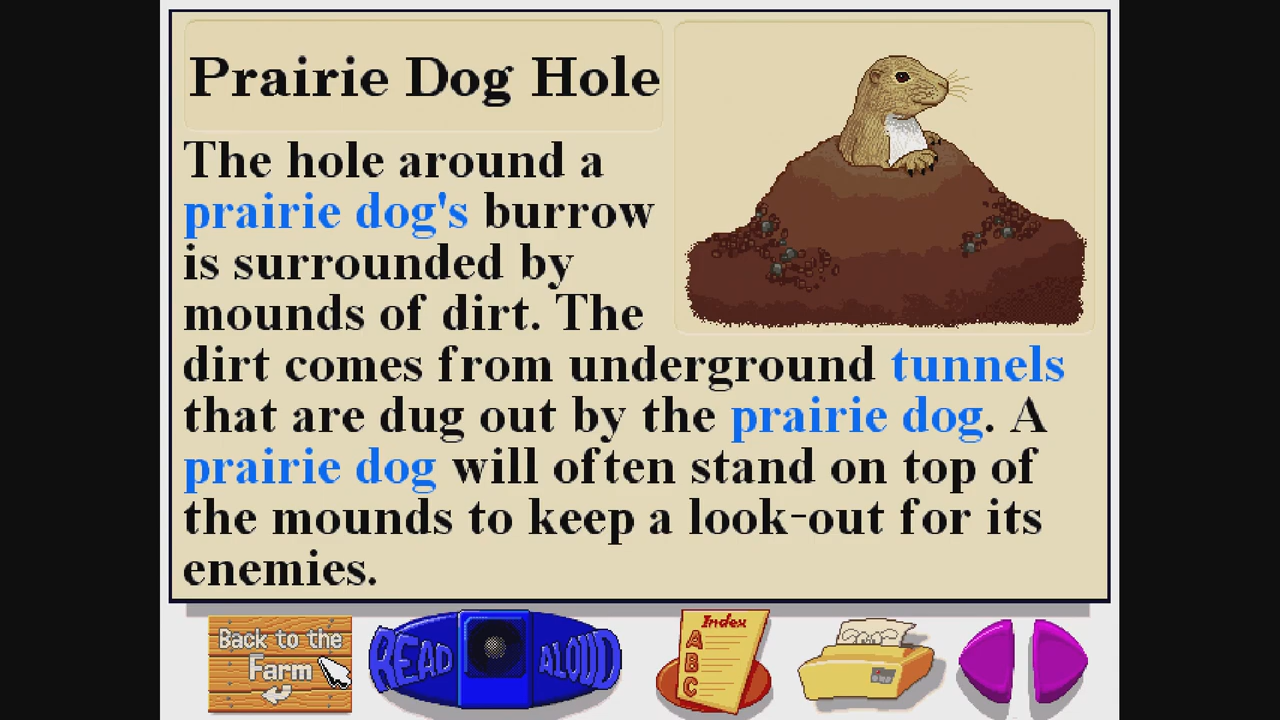 Prairie Dog Hole
The hole around a
prairie dog's burrow
is surrounded by
mounds of dirt. The
dirt comes from underground tunnels
that are dug out by the prairie dog. A
prairie dog will often stand on top of
the mounds to keep a look-out for its
enemies.
Back to the
Farm
READ ALOUD
Index
A
B
C